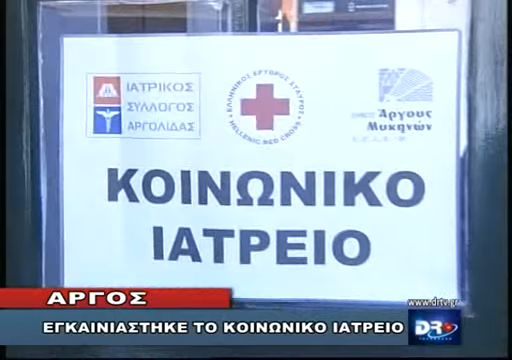 ΙΑΤΡΙΚΟΣ
ΣΥΛΛΟΓΟΣ
ΑΡΓΟΛΙΔΑΣ
ΕΛΛΗΝΙΚΟΣ ΕΡΥΘΡΟΣ ΣΤΑΥΡΟΣ
HELLENIC RED CROSS
Άργους
Μυκηνών
ΚΟΙΝΩΝΙΚΟ
ΙΑΤΡΕΙΟ
ΑΡΓΟΣ
www.drtv.gr
ΕΓΚΑΙΝΙΑΣΤΗΚΕ ΤΟ ΚΟΙΝΩΝΙΚΟ ΙΑΤΡΕΙΟ
DR